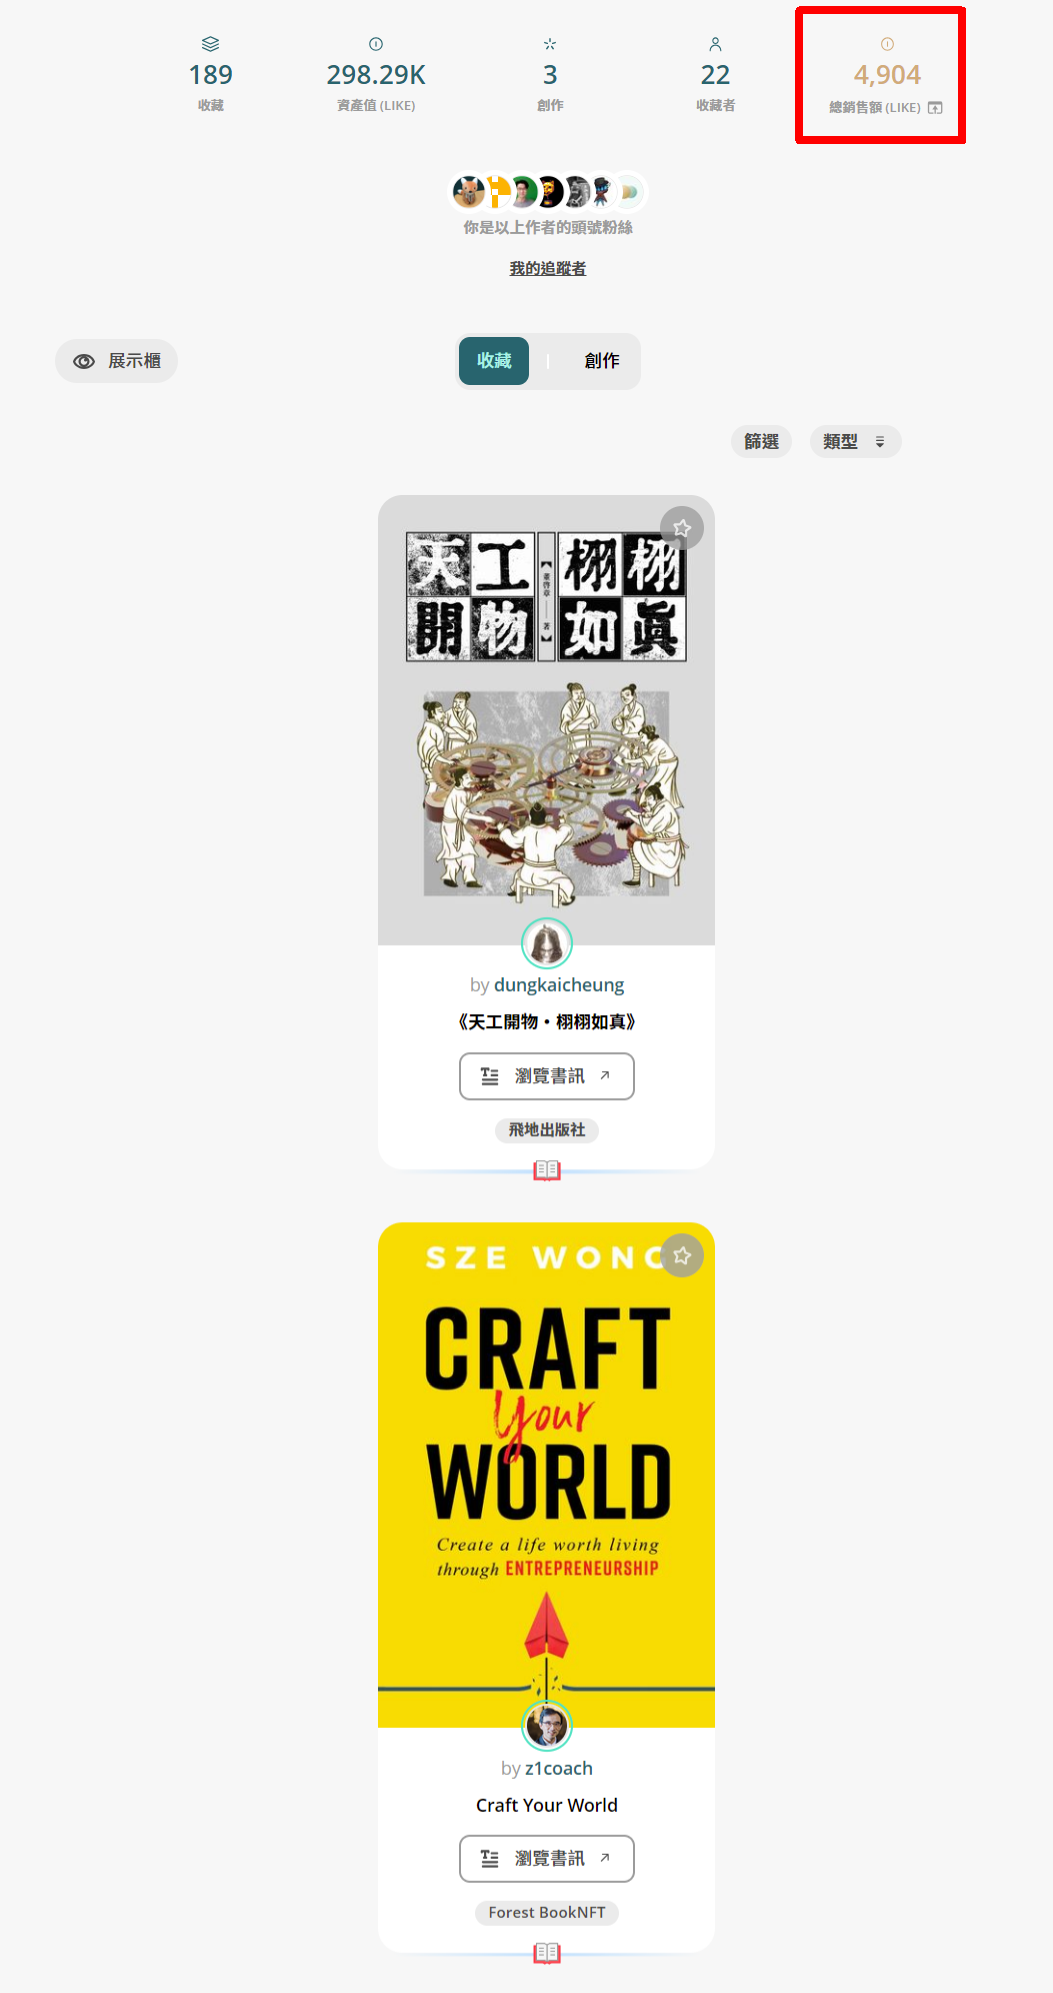 189
收藏
298.29K
資產值 (LIKE)
3
創作
22
收藏者
4,904
總銷售額 (LIKE)
你是以上作者的頭號粉絲
我的追蹤者
展示櫃
收藏
創作
篩選
類型
天工開物
董啓章 著
栩栩如眞
by dungkaicheung
《天工開物・栩栩如真》
瀏覽書訊
飛地出版社
SZE WONG
CRAFT
Your
WORLD
Create a life worth living
through ENTREPRENEURSHIP
by z1coach
Craft Your World
瀏覽書訊
Forest BookNFT